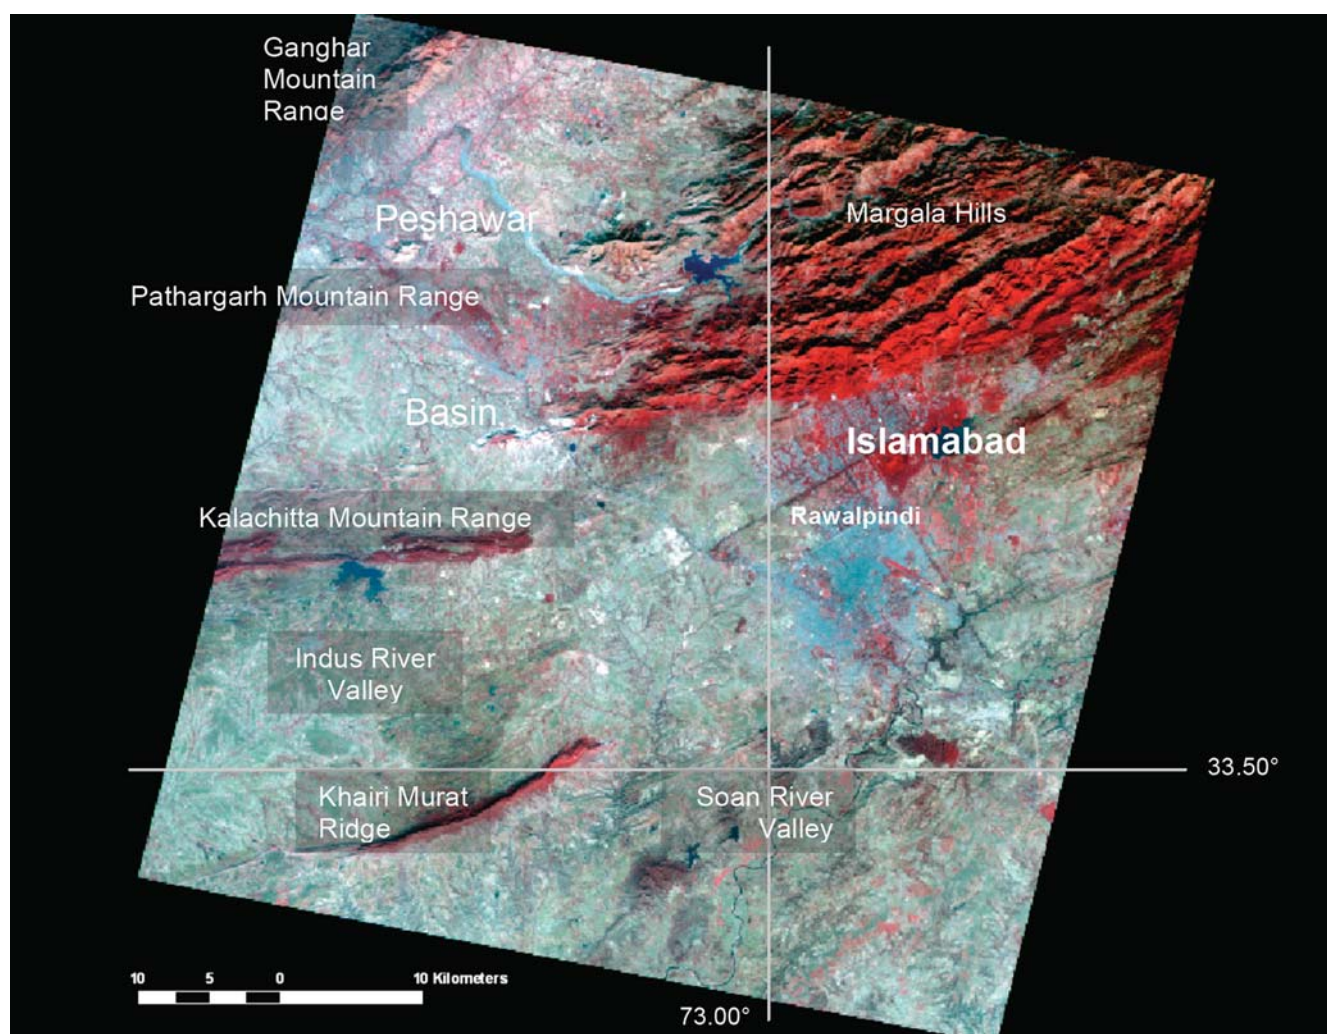 Ganghar
Mountain
Range
Peshawar
Margala Hills
Pathargarh Mountain Range
Basin
Islamabad
Kalachitta Mountain Range
Rawalpindi
Indus River
Valley
33.50°
Khairi Murat
Ridge
Soan River
Valley
10 5 0 10 Kilometers
73.00°